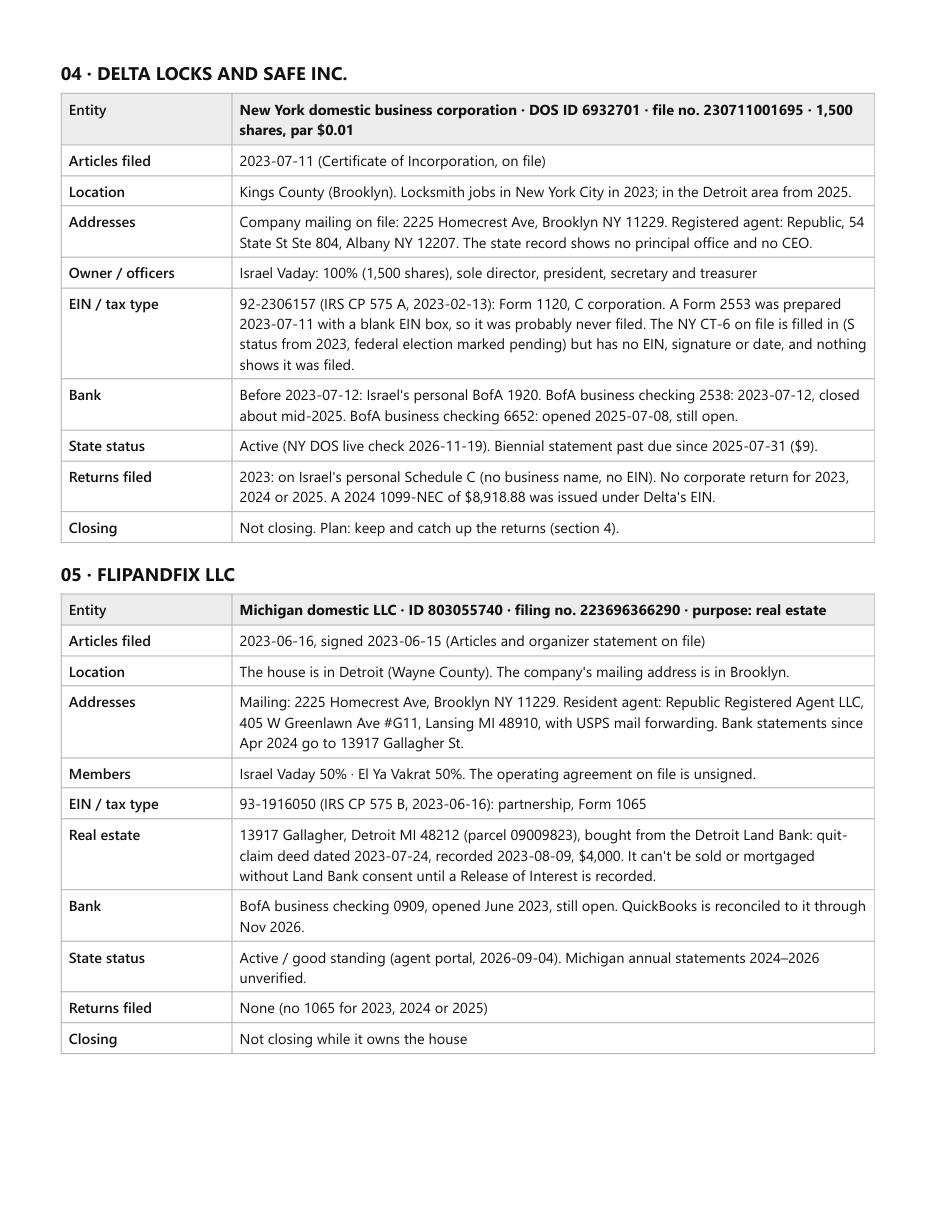 04 · DELTA LOCKS AND SAFE INC.
Entity
New York domestic business corporation · DOS ID 6932701 · file no. 230711001695 · 1,500
shares, par $0.01
Articles filed
2023-07-11 (Certificate of Incorporation, on file)
Location
Kings County (Brooklyn). Locksmith jobs in New York City in 2023; in the Detroit area from 2025.
Addresses
Company mailing on file: 2225 Homecrest Ave, Brooklyn NY 11229. Registered agent: Republic, 54
State St Ste 804, Albany NY 12207. The state record shows no principal office and no CEO.
Owner / officers
Israel Vaday: 100% (1,500 shares), sole director, president, secretary and treasurer
EIN / tax type
92-2306157 (IRS CP 575 A, 2023-02-13): Form 1120, C corporation. A Form 2553 was prepared
2023-07-11 with a blank EIN box, so it was probably never filed. The NY CT-6 on file is filled in (S
status from 2023, federal election marked pending) but has no EIN, signature or date, and nothing
shows it was filed.
Bank
Before 2023-07-12: Israel's personal BofA 1920. BofA business checking 2538: 2023-07-12, closed
about mid-2025. BofA business checking 6652: opened 2025-07-08, still open.
State status
Active (NY DOS live check 2026-11-19). Biennial statement past due since 2025-07-31 ($9).
Returns filed
2023: on Israel's personal Schedule C (no business name, no EIN). No corporate return for 2023,
2024 or 2025. A 2024 1099-NEC of $8,918.88 was issued under Delta's EIN.
Closing
Not closing. Plan: keep and catch up the returns (section 4).
05 · FLIPANDFIX LLC
Entity
Michigan domestic LLC · ID 803055740 · filing no. 223696366290 · purpose: real estate
Articles filed
2023-06-16, signed 2023-06-15 (Articles and organizer statement on file)
Location
The house is in Detroit (Wayne County). The company's mailing address is in Brooklyn.
Addresses
Mailing: 2225 Homecrest Ave, Brooklyn NY 11229. Resident agent: Republic Registered Agent LLC,
405 W Greenlawn Ave #G11, Lansing MI 48910, with USPS mail forwarding. Bank statements since
Apr 2024 go to 13917 Gallagher St.
Members
Israel Vaday 50% · El Ya Vakrat 50%. The operating agreement on file is unsigned.
EIN / tax type
93-1916050 (IRS CP 575 B, 2023-06-16): partnership, Form 1065
Real estate
13917 Gallagher, Detroit MI 48212 (parcel 09009823), bought from the Detroit Land Bank: quit-
claim deed dated 2023-07-24, recorded 2023-08-09, $4,000. It can't be sold or mortgaged
without Land Bank consent until a Release of Interest is recorded.
Bank
BofA business checking 0909, opened June 2023, still open. QuickBooks is reconciled to it through
Nov 2026.
State status
Active / good standing (agent portal, 2026-09-04). Michigan annual statements 2024–2026
unverified.
Returns filed
None (no 1065 for 2023, 2024 or 2025)
Closing
Not closing while it owns the house